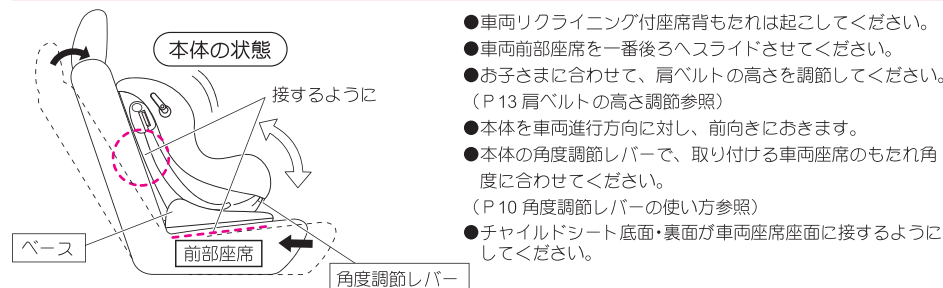 本体の状態
接するように
ベース
前部座席
角度調節レバー
●車両リクライニング付座席背もたれは起こしてください。
●車両前部座席を一番後ろへスライドさせてください。
●お子さまに合わせて、肩ベルトの高さを調節してください。
（P13 肩ベルトの高さ調節参照）
●本体を車両進行方向に対し、前向きにおきます。
●本体の角度調節レバーで、取り付ける車両座席のもたれ角
度に合わせてください。
（P10 角度調節レバーの使い方参照）
●チャイルドシート底面･裏面が車両座席座面に接するように
してください。